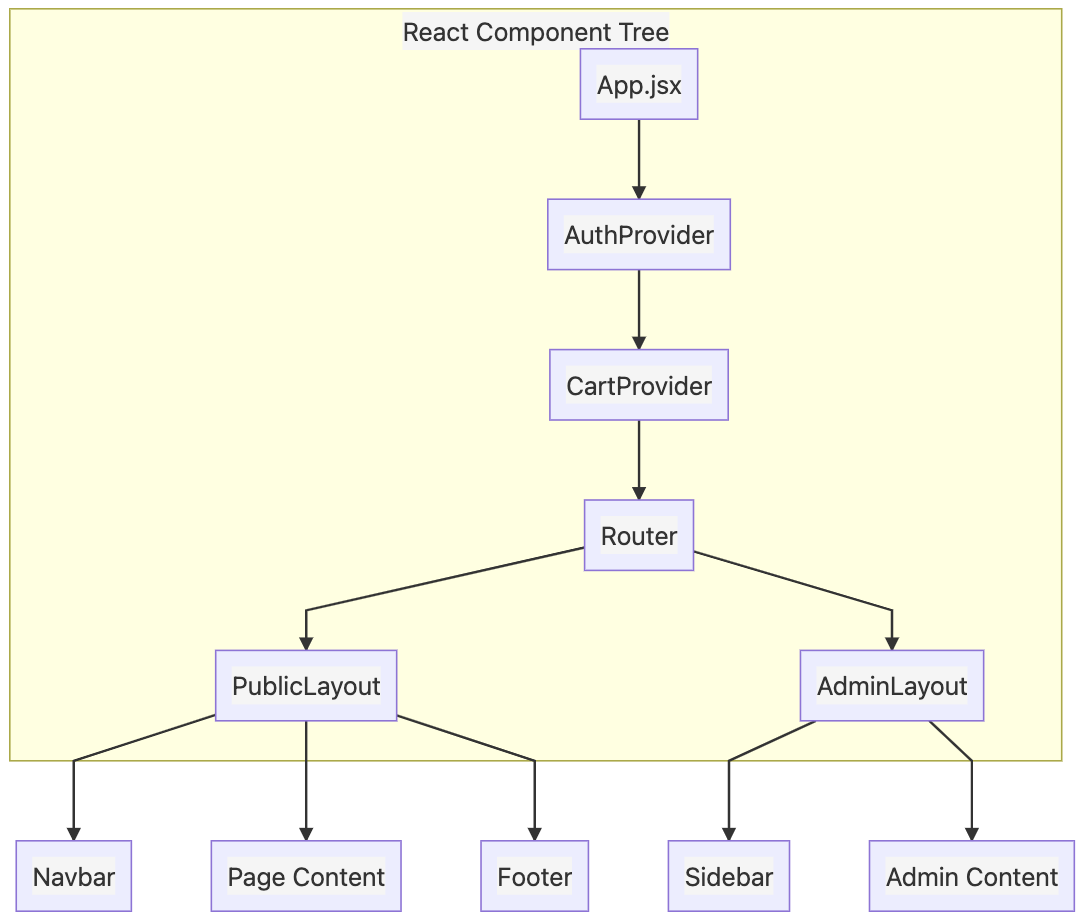 React Component Tree
App.jsx
AuthProvider
CartProvider
Router
PublicLayout
AdminLayout
Navbar
Page Content
Footer
Sidebar
Admin Content